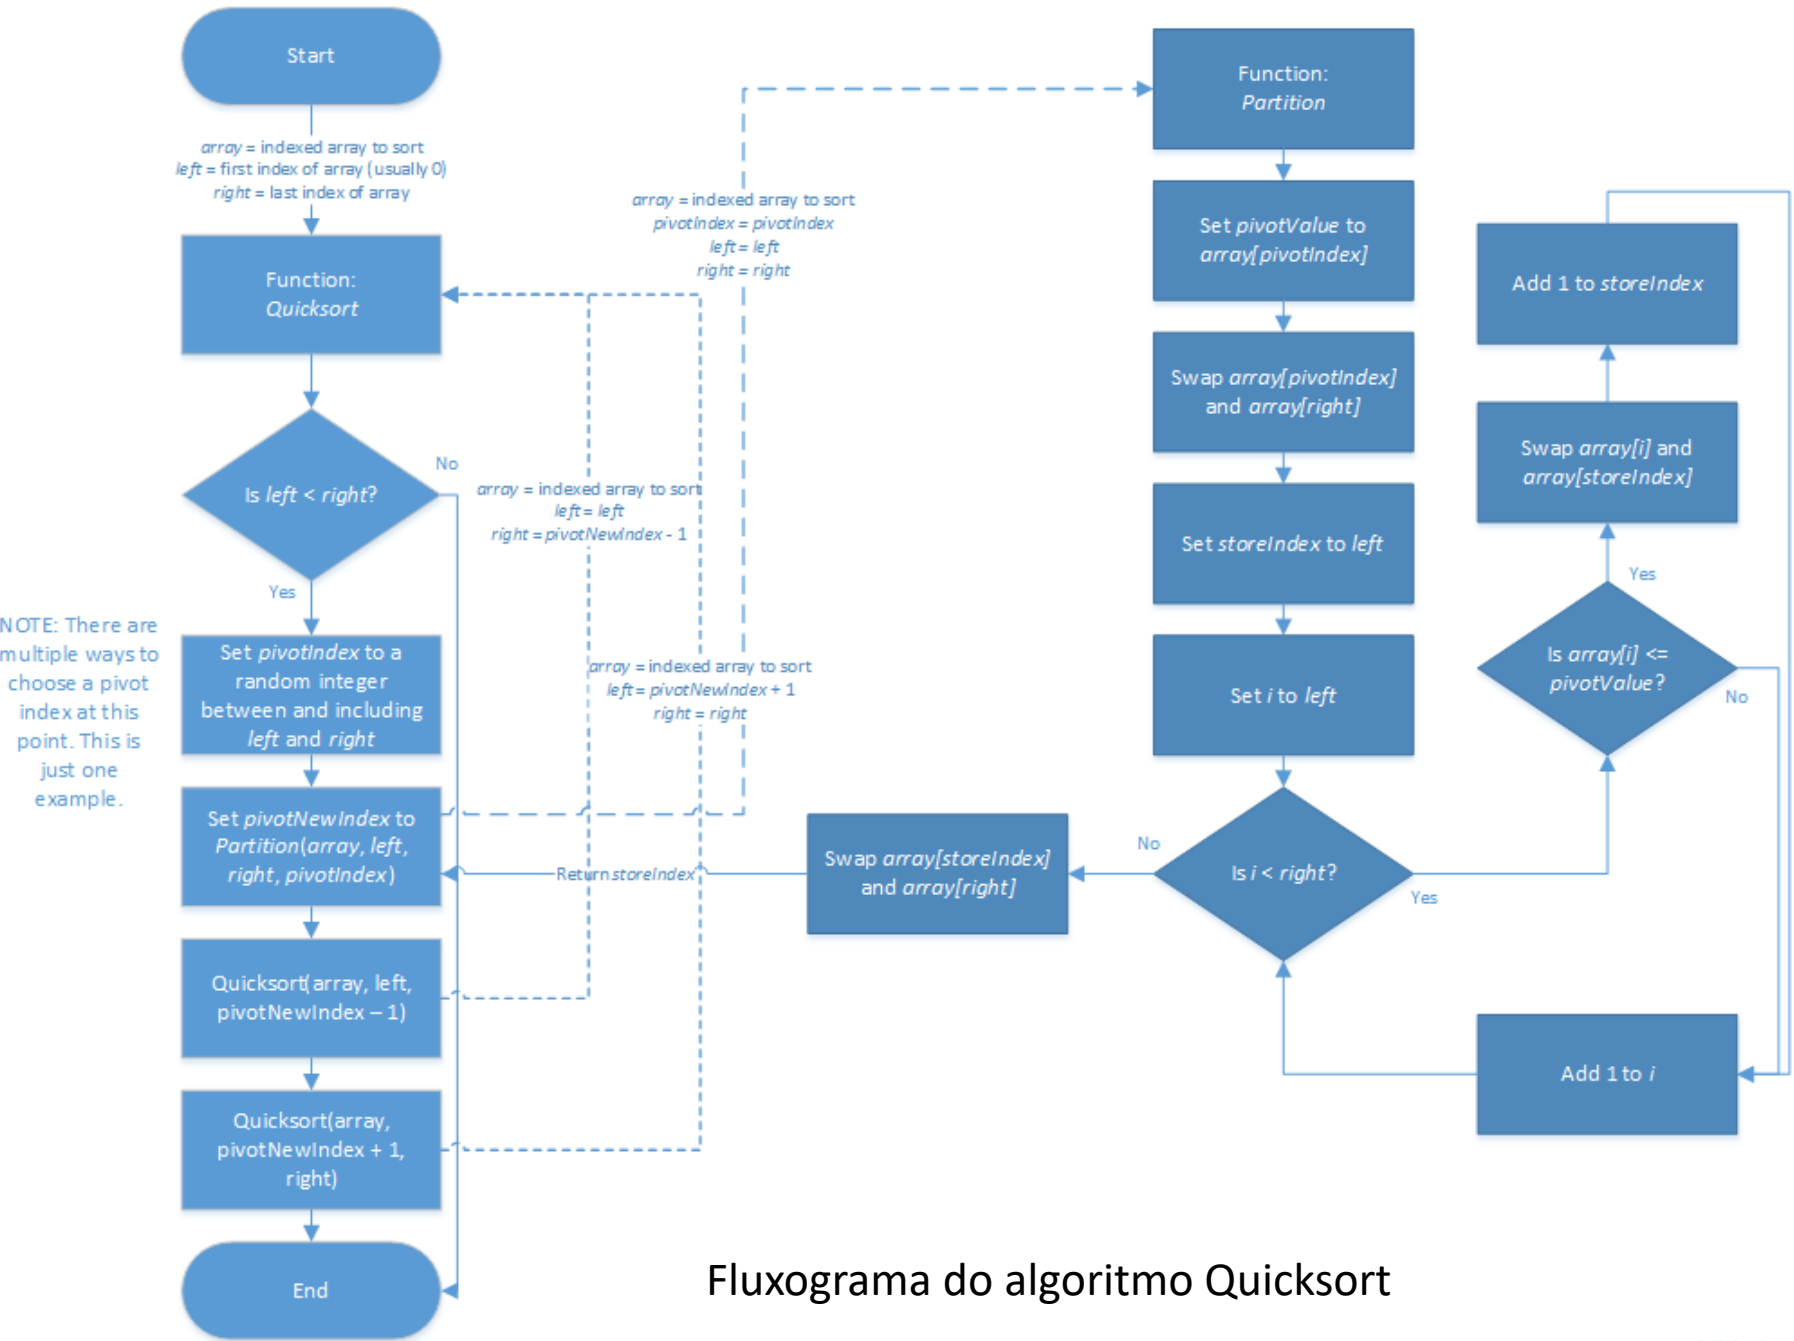 Start
array = indexed array to sort
left = first index of array (usually 0)
right = last index of array
Function:
Quicksort
Is left < right?
No
Yes
NOTE: There are
multiple ways to
choose a pivot
index at this
point. This is
just one
example.
Set pivotIndex to a
random integer
between and including
left and right
Set pivotNewIndex to
Partition(array, left,
right, pivotIndex)
Quicksort(array, left,
pivotNewIndex – 1)
Quicksort(array,
pivotNewIndex + 1,
right)
End
array = indexed array to sort
left = left
right = pivotNewIndex - 1
array = indexed array to sort
left = pivotNewIndex + 1
right = right
array = indexed array to sort
pivotIndex = pivotIndex
left = left
right = right
Return storeIndex
Function:
Partition
Set pivotValue to
array[pivotIndex]
Swap array[pivotIndex]
and array[right]
Set storeIndex to left
Set i to left
Is i < right?
No
Yes
Swap array[storeIndex]
and array[right]
Add 1 to storeIndex
Swap array[i] and
array[storeIndex]
Yes
Is array[i] <=
pivotValue?
No
Add 1 to i
Fluxograma do algoritmo Quicksort